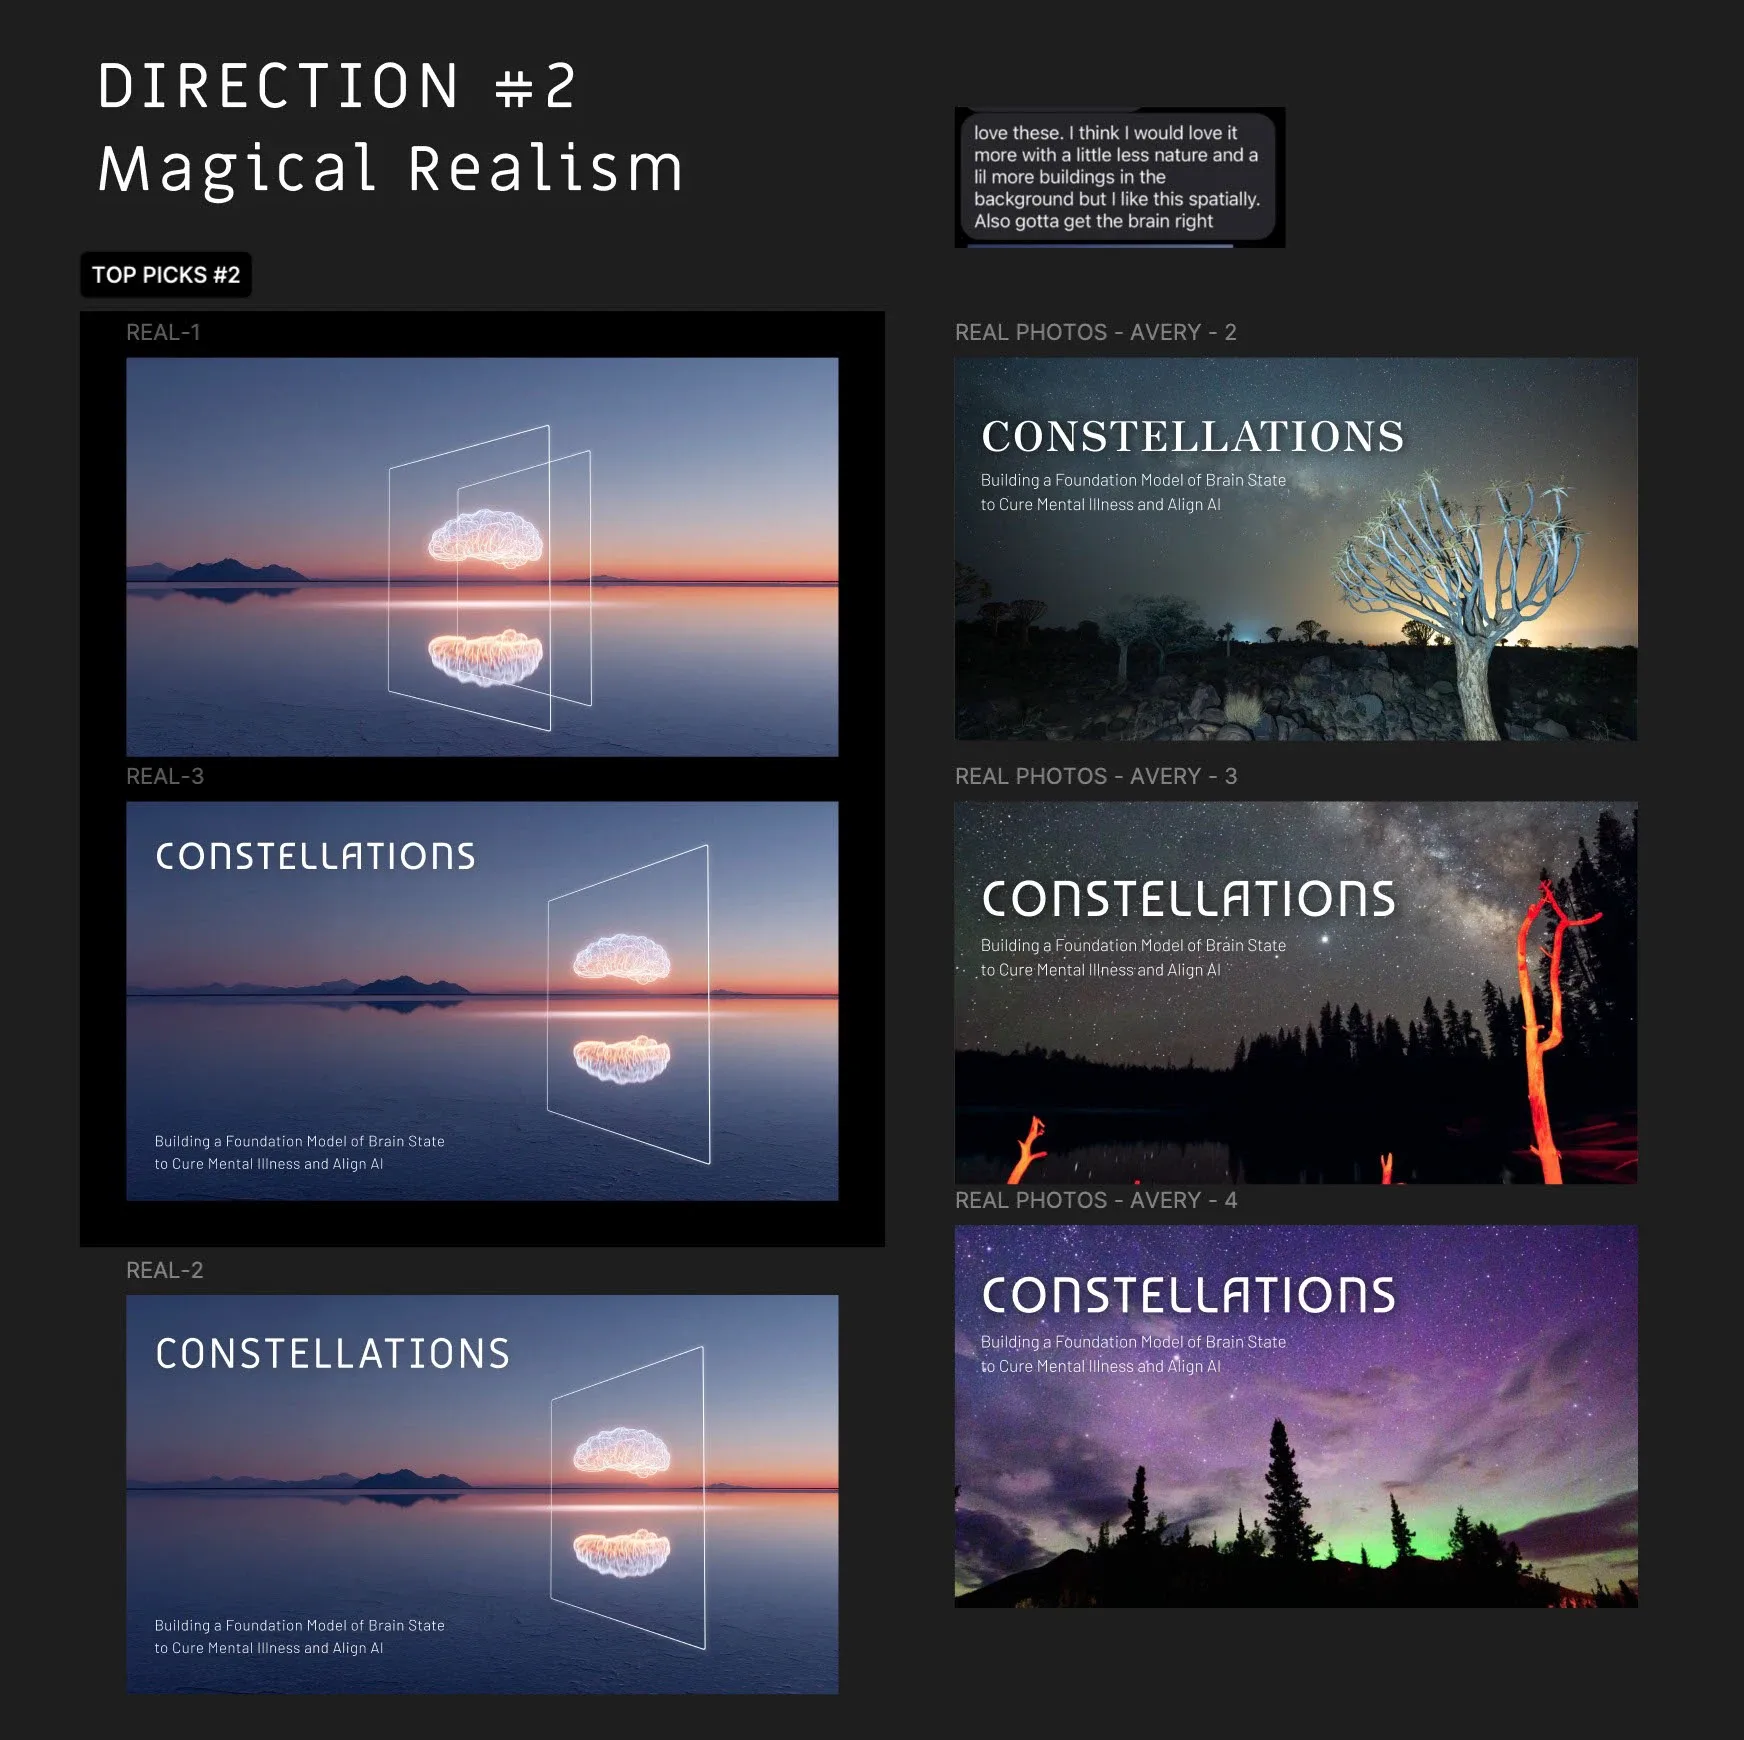 DIRECTION #2
Magical Realism
TOP PICKS #2
REAL-1
REAL-3
CONSTELLATIONS
Building a Foundation Model of Brain State
to Cure Mental Illness and Align AI
REAL-2
CONSTELLATIONS
Building a Foundation Model of Brain State
to Cure Mental Illness and Align AI
love these. I think I would love it
more with a little less nature and a
lil more buildings in the
background but I like this spatially.
Also gotta get the brain right
REAL PHOTOS - AVERY - 2
CONSTELLATIONS
Building a Foundation Model of Brain State
to Cure Mental Illness and Align AI
REAL PHOTOS - AVERY - 3
CONSTELLATIONS
Building a Foundation Model of Brain State
to Cure Mental Illness and Align AI
REAL PHOTOS - AVERY - 4
CONSTELLATIONS
Building a Foundation Model of Brain State
to Cure Mental Illness and Align AI